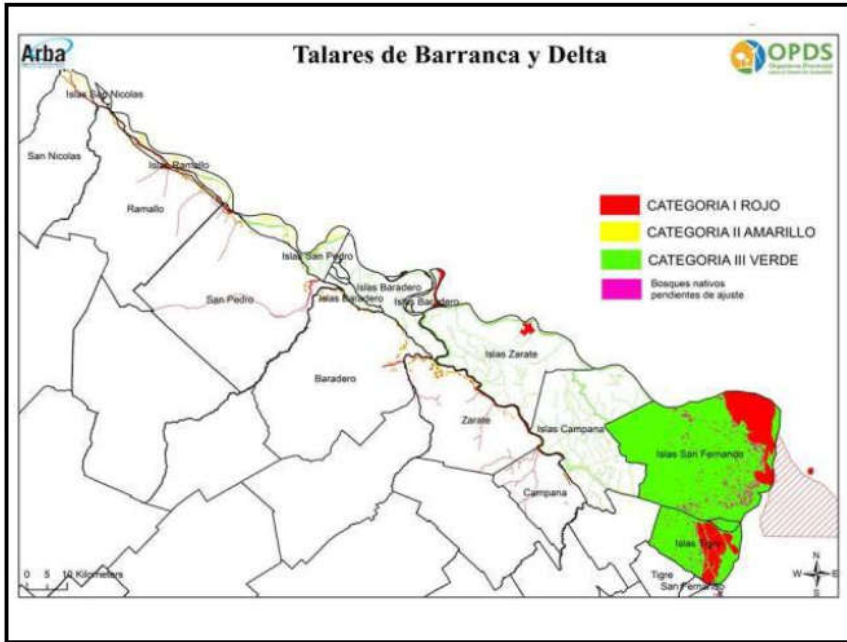 Arba
Talares de Barranca y Delta
OPDS
Islas San Nicolas
San Nicolas
Islas Ramallo
Ramallo
CATEGORIA I ROJO
CATEGORIA II AMARILLO
CATEGORIA III VERDE
Bosques nativos
pendientes de ajuste
Islas San Pedro
San Pedro
Islas Baradero
Islas Baradero
Islas Baradero
Islas Zarate
Baradero
Zarate
Islas Campana
Islas San Fernando
Campana
Islas Tigre
Tigre
San Fernando
0 5 10 Kilometers
N
W E
S